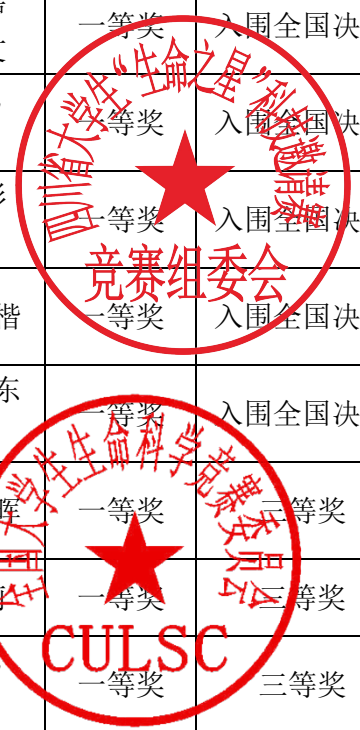 一等奖 入围全国决
一等奖 入围全国决
一等奖 入围全国决
楷 一等奖 入围全国决
东
一等奖 入围全国决
晖 一等奖 三等奖
一等奖 三等奖
一等奖 三等奖
四川省大学生“生命之星”科技邀请赛
竞赛组委会
全国大学生生命科学竞赛委员会
CULSC